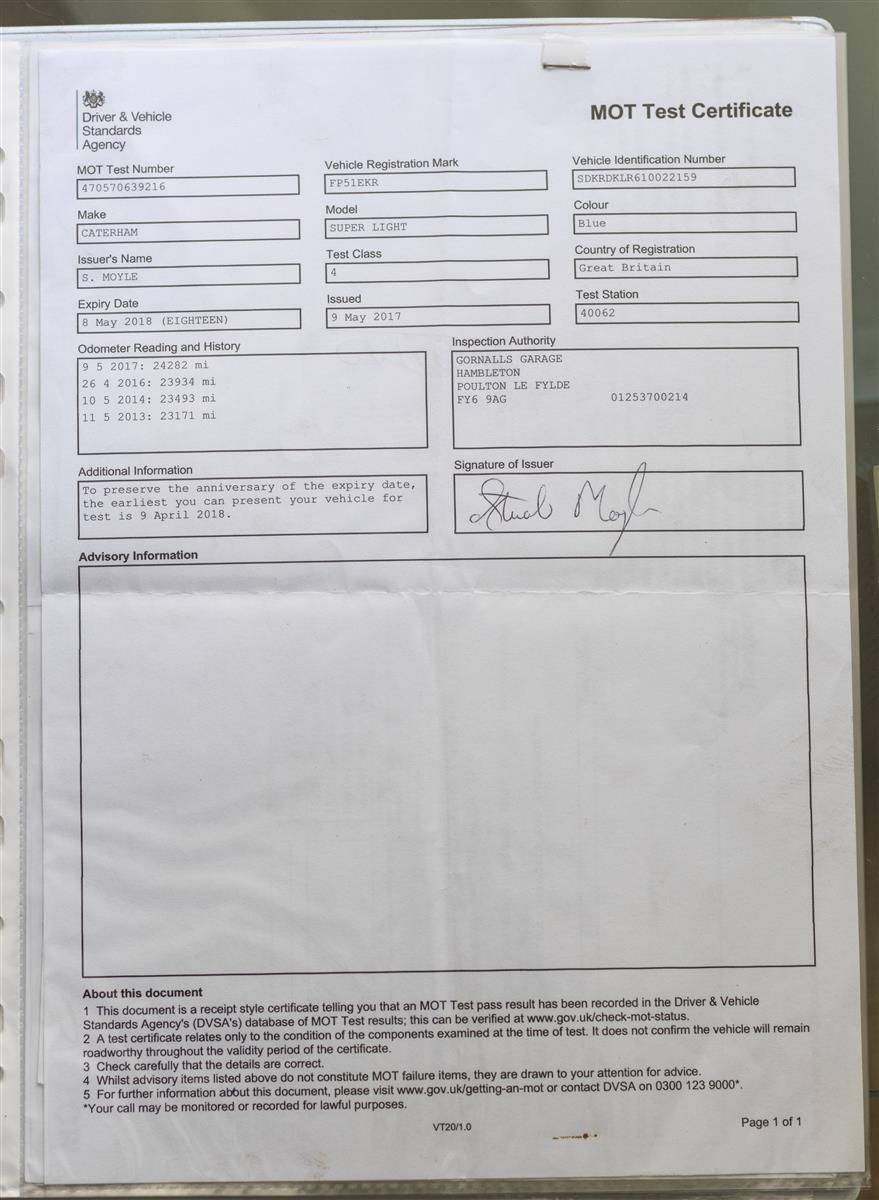 Driver & Vehicle
Standards
Agency
MOT Test Certificate
MOT Test Number
470570639216
Vehicle Registration Mark
FP51EKR
Vehicle Identification Number
SDKRDKLR610022159
Make
CATERHAM
Model
SUPER LIGHT
Colour
Blue
Issuer's Name
S. MOYLE
Test Class
4
Country of Registration
Great Britain
Expiry Date
8 May 2018 (EIGHTEEN)
Issued
9 May 2017
Test Station
40062
Odometer Reading and History
9 5 2017: 24282 mi
26 4 2016: 23934 mi
10 5 2014: 23493 mi
11 5 2013: 23171 mi
Inspection Authority
GORNALLS GARAGE
HAMBLETON
POULTON LE FYLDE
FY6 9AG 01253700214
Additional Information
To preserve the anniversary of the expiry date,
the earliest you can present your vehicle for
test is 9 April 2018.
Signature of Issuer
Advisory Information
About this document
1 This document is a receipt style certificate telling you that an MOT Test pass result has been recorded in the Driver & Vehicle
Standards Agency's (DVSA's) database of MOT Test results; this can be verified at www.gov.uk/check-mot-status.
2 A test certificate relates only to the condition of the components examined at the time of test. It does not confirm the vehicle will remain
roadworthy throughout the validity period of the certificate.
3 Check carefully that the details are correct.
4 Whilst advisory items listed above do not constitute MOT failure items, they are drawn to your attention for advice.
5 For further information about this document, please visit www.gov.uk/getting-an-mot or contact DVSA on 0300 123 9000*.
*Your call may be monitored or recorded for lawful purposes.
VT20/1.0
Page 1 of 1